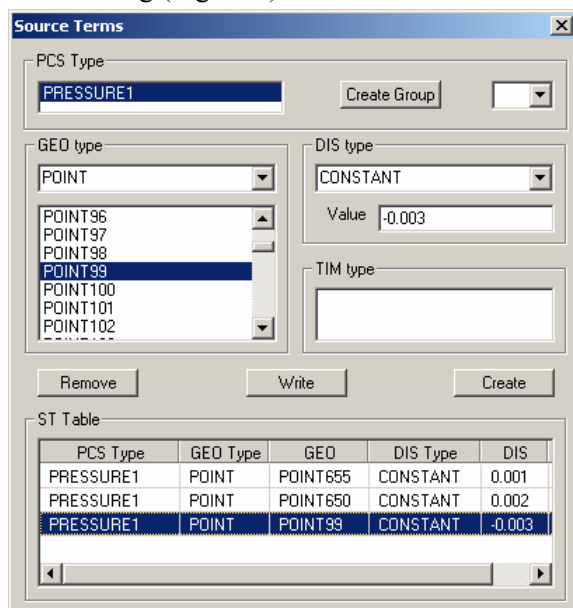 Source Terms
PCS Type
PRESSURE1
Create Group
GEO type
POINT
POINT96
POINT97
POINT98
POINT99
POINT100
POINT101
POINT102
DIS type
CONSTANT
Value -0.003
TIM type
Remove Write Create
ST Table
PCS Type GEO Type GEO DIS Type DIS
PRESSURE1 POINT POINT655 CONSTANT 0.001
PRESSURE1 POINT POINT650 CONSTANT 0.002
PRESSURE1 POINT POINT99 CONSTANT -0.003